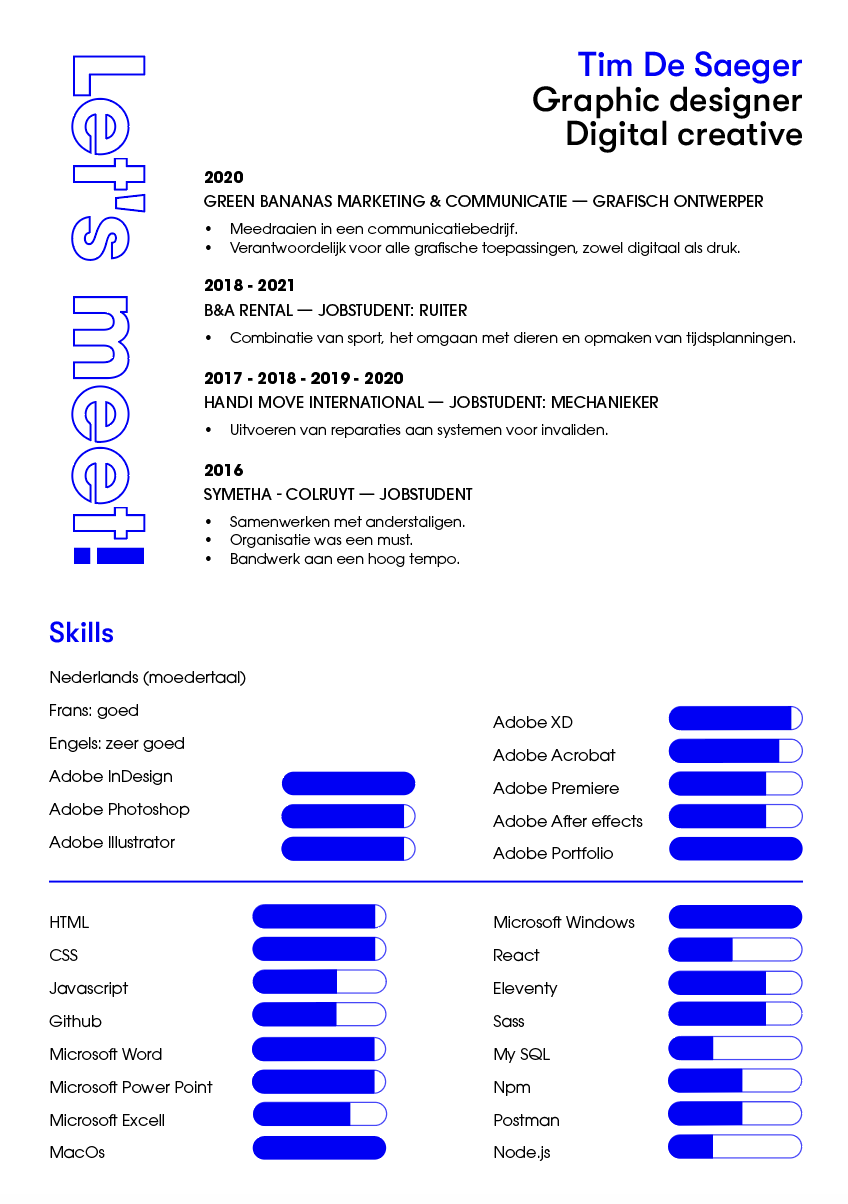 Let's meet!
Tim De Saeger
Graphic designer
Digital creative
2020
GREEN BANANAS MARKETING & COMMUNICATIE — GRAFISCH ONTWERPER
• Meedraaien in een communicatiebedrijf.
• Verantwoordelijk voor alle grafische toepassingen, zowel digitaal als druk.
2018 - 2021
B&A RENTAL — JOBSTUDENT: RUITER
• Combinatie van sport, het omgaan met dieren en opmaken van tijdsplanningen.
2017 - 2018 - 2019 - 2020
HANDI MOVE INTERNATIONAL — JOBSTUDENT: MECHANIEKER
• Uitvoeren van reparaties aan systemen voor invaliden.
2016
SYMETHA - COLRUYT — JOBSTUDENT
• Samenwerken met anderstaligen.
• Organisatie was een must.
• Bandwerk aan een hoog tempo.
Skills
Nederlands (moedertaal)
Frans: goed
Engels: zeer goed
Adobe InDesign
Adobe Photoshop
Adobe Illustrator
Adobe XD
Adobe Acrobat
Adobe Premiere
Adobe After effects
Adobe Portfolio
HTML
CSS
Javascript
Github
Microsoft Word
Microsoft Power Point
Microsoft Excell
MacOs
Microsoft Windows
React
Eleventy
Sass
My SQL
Npm
Postman
Node.js